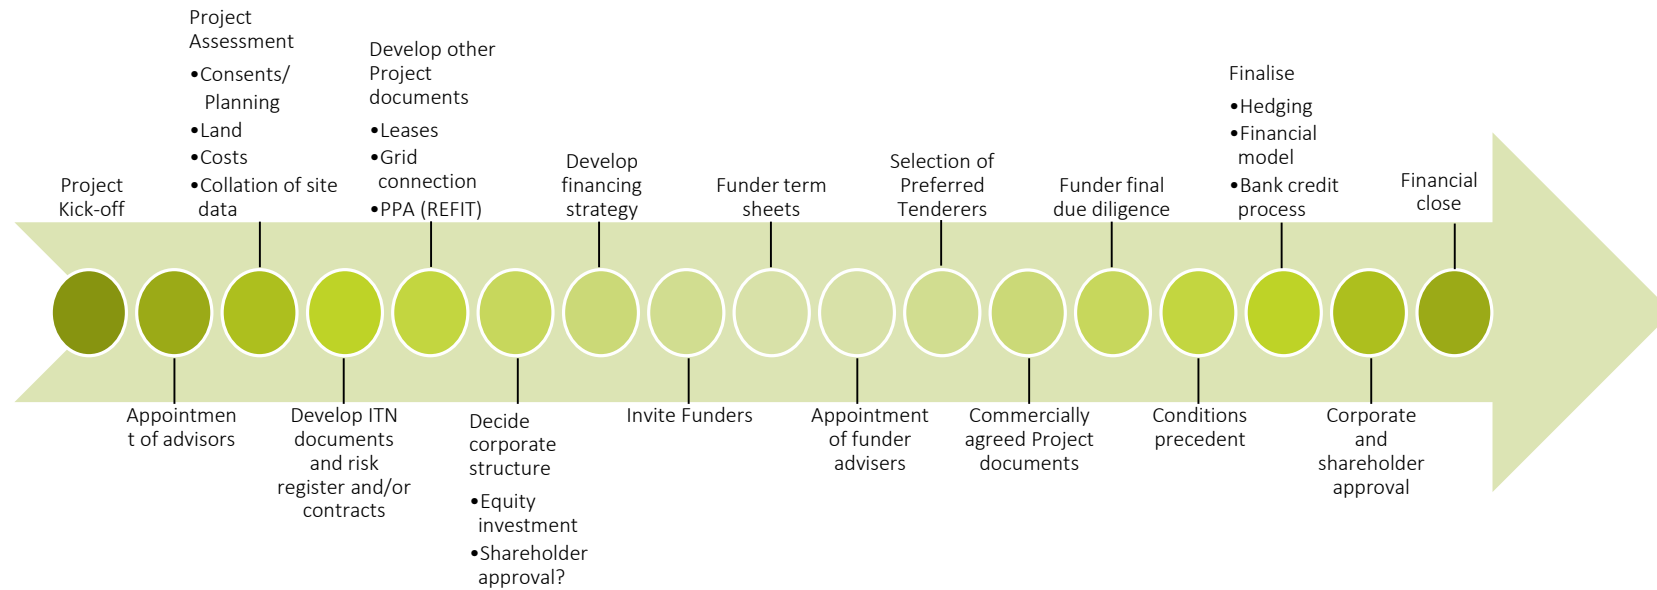 Project
Kick-off
Appointmen
t of advisors
Project
Assessment
•Consents/
Planning
•Land
•Costs
•Collation of site
data
Develop ITN
documents
and risk
register and/or
contracts
Develop other
Project
documents
•Leases
•Grid
connection
•PPA (REFIT)
Decide
corporate
structure
•Equity
investment
•Shareholder
approval?
Develop
financing
strategy
Invite Funders
Funder term
sheets
Appointment
of funder
advisers
Selection of
Preferred
Tenderers
Commercially
agreed Project
documents
Funder final
due diligence
Conditions
precedent
Finalise
•Hedging
•Financial
model
•Bank credit
process
Corporate
and
shareholder
approval
Financial
close